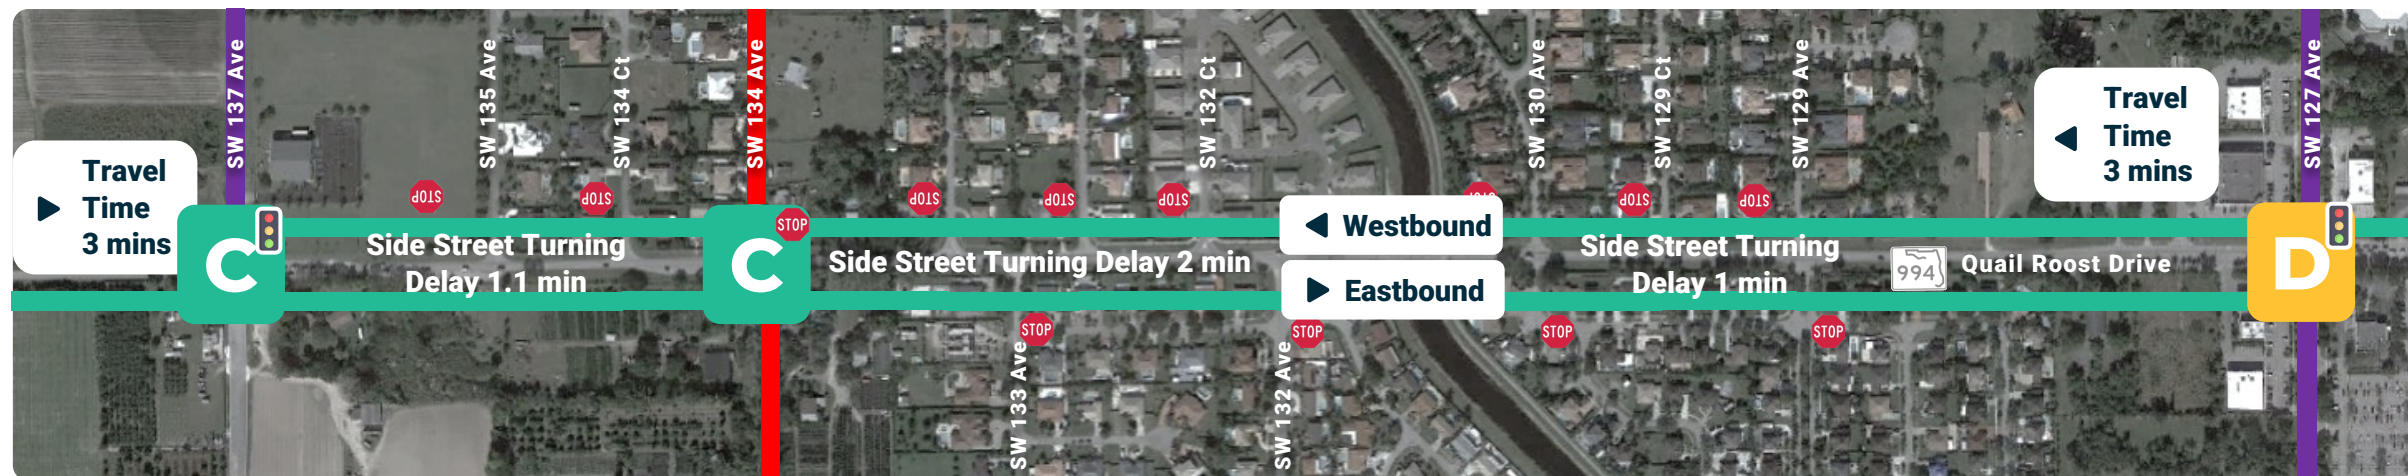 SW 137 Ave
SW 135 Ave
SW 134 Ct
SW 134 Ave
SW 132 Ct
SW 130 Ave
SW 129 Ct
SW 129 Ave
SW 127 Ave
Travel
Time
3 mins
Travel
Time
3 mins
STOP
STOP
STOP
STOP
STOP
STOP
STOP
STOP
STOP
C
Side Street Turning
Delay 1.1 min
C
Side Street Turning Delay 2 min
Westbound
Eastbound
Side Street Turning
Delay 1 min
994
Quail Roost Drive
D
STOP
STOP
STOP
STOP
SW 133 Ave
SW 132 Ave